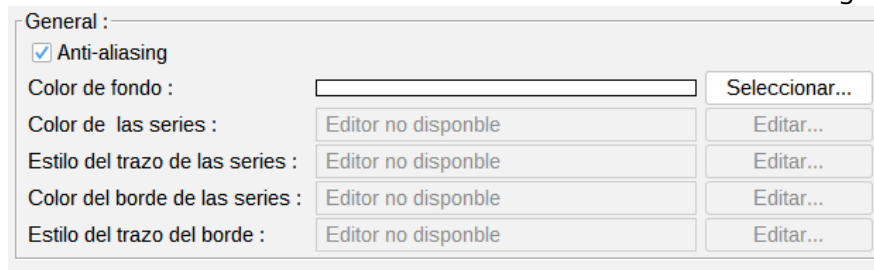 General :
Anti-aliasing
Color de fondo : Seleccionar...
Color de  las series : Editor no disponble Editar...
Estilo del trazo de las series : Editor no disponble Editar...
Color del borde de las series : Editor no disponble Editar...
Estilo del trazo del borde : Editor no disponble Editar...